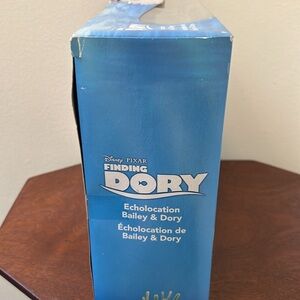 Disney PIXAR
FINDING
DORY
Echolocation
Bailey & Dory
Écholocation de
Bailey & Dory